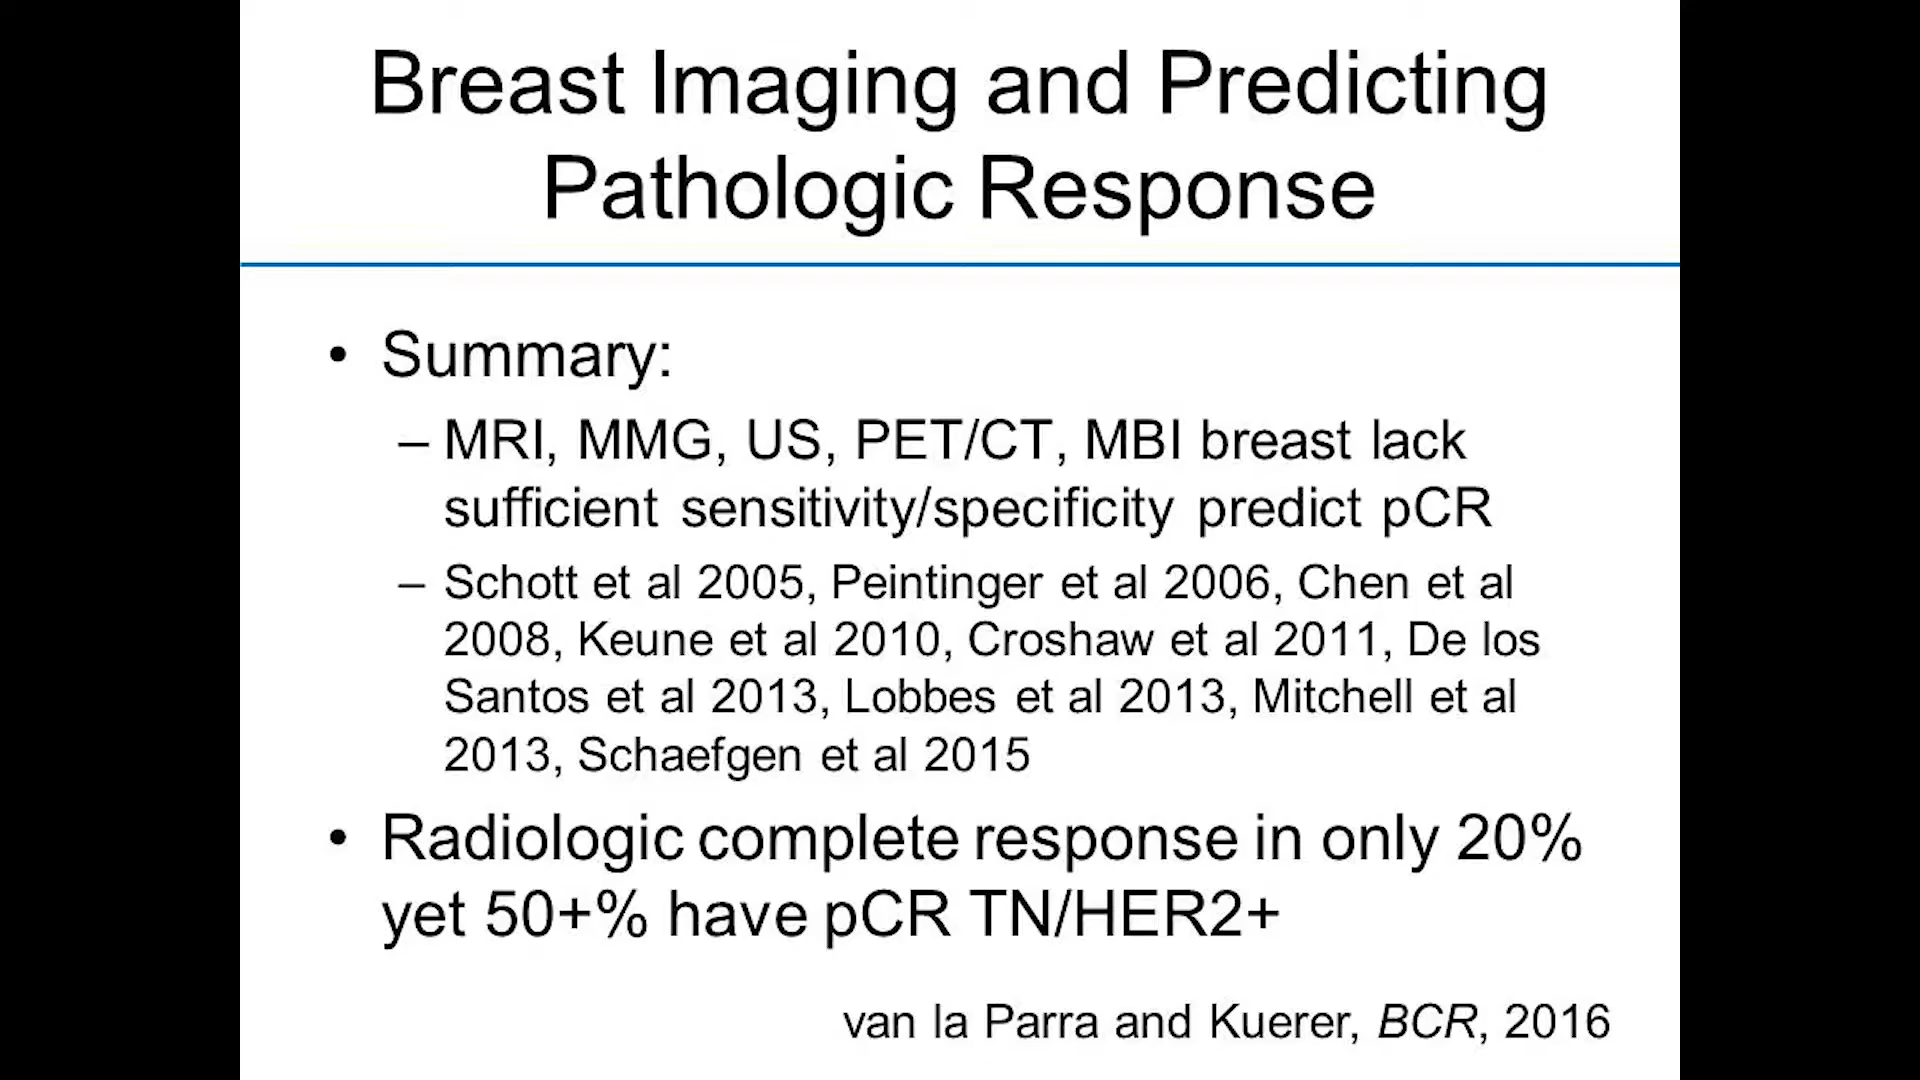 Breast Imaging and Predicting
Pathologic Response
• Summary:
– MRI, MMG, US, PET/CT, MBI breast lack
sufficient sensitivity/specificity predict pCR
– Schott et al 2005, Peintinger et al 2006, Chen et al
2008, Keune et al 2010, Croshaw et al 2011, De los
Santos et al 2013, Lobbes et al 2013, Mitchell et al
2013, Schaefgen et al 2015
• Radiologic complete response in only 20%
yet 50+% have pCR TN/HER2+
van la Parra and Kuerer, BCR, 2016